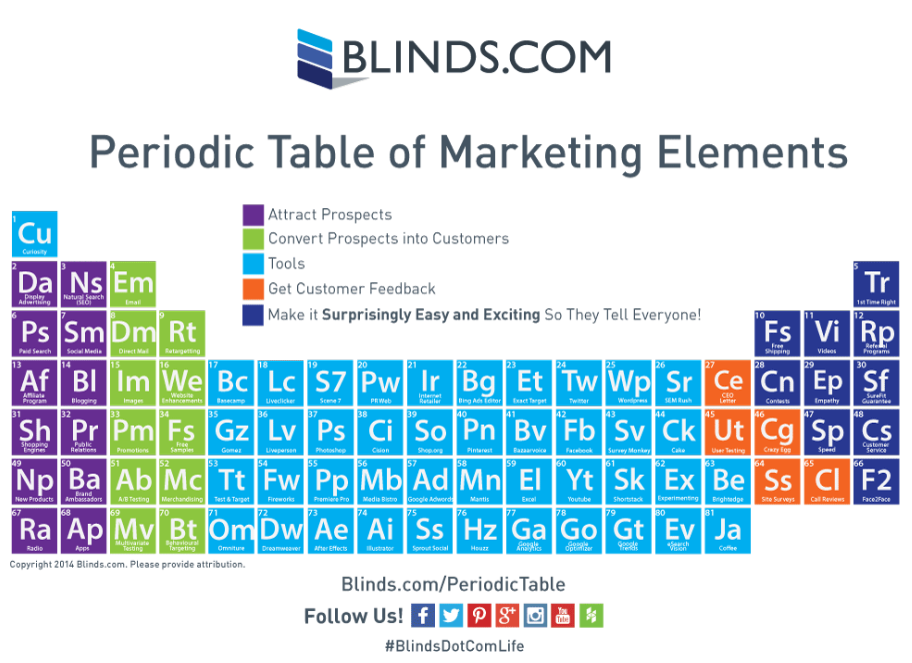 BLINDS.COM
Periodic Table of Marketing Elements
Attract Prospects
Convert Prospects into Customers
Tools
Get Customer Feedback
Make it Surprisingly Easy and Exciting So They Tell Everyone!
1 Cu Curiosity
2 Da Display Advertising 3 Ns Natural Search (SEO) 4 Em Email 5 Tr 1st Time Right
6 Ps Paid Search 7 Sm Social Media 8 Dm Direct Mail 9 Rt Retargeting 10 Fs Free Shipping 11 Vi Videos 12 Rp Referral Programs
13 Af Affiliate Program 14 Bl Blogging 15 Im Images 16 We Website Enhancements 17 Bc Basecamp 18 Lc Liveclicker 19 S7 Scene 7 20 Pw PR Web 21 Ir Internet Retailer 22 Bg Bing Ads Editor 23 Et Exact Target 24 Tw Twitter 25 Wp Wordpress 26 Sr SEM Rush 27 Ce CEO Letter 28 Cn Contests 29 Ep Empathy 30 Sf SureFit Guarantee
31 Sh Shopping Engines 32 Pr Public Relations 33 Pm Promotions 34 Fs Free Samples 35 Gz Gomez 36 Lv Liveperson 37 Ps Photoshop 38 Ci Cision 39 So Shop.org 40 Pn Pinterest 41 Bv Bazaarvoice 42 Fb Facebook 43 Sv Survey Monkey 44 Ck Cake 45 Ut User Testing 46 Cg Crazy Egg 47 Sp Speed 48 Cs Customer Service
49 Np New Products 50 Ba Brand Ambassadors 51 Ab A/B Testing 52 Mc Merchandising 53 Tt Test & Target 54 Fw Fireworks 55 Pp Premiere Pro 56 Mb Media Bistro 57 Ad Google Adwords 58 Mn Mantis 59 El Excel 60 Yt Youtube 61 Sk Shortstack 62 Ex Experimenting 63 Be Brightedge 64 Ss Site Surveys 65 Cl Call Reviews 66 F2 Face2Face
67 Ra Radio 68 Ap Apps 69 Mv Multivariate Testing 70 Bt Behavioural Targeting 71 Om Omniture 72 Dw Dreamweaver 73 Ae After Effects 74 Ai Illustrator 75 Ss Sprout Social 76 Hz Houzz 77 Ga Google Analytics 78 Go Google Optimizer 79 Gt Google Trends 80 Ev eSearch Vision 81 Ja Coffee
Copyright 2014 Blinds.com. Please provide attribution.
Blinds.com/PeriodicTable
Follow Us!
You Tube
#BlindsDotComLife